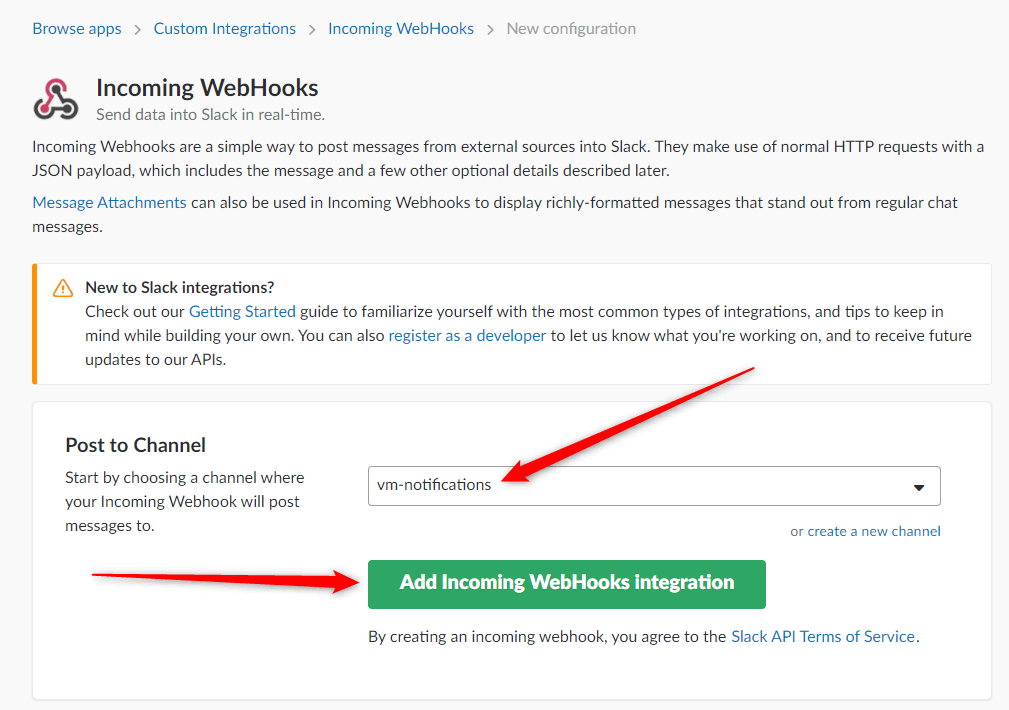 Browse apps > Custom Integrations > Incoming WebHooks > New configuration
Incoming WebHooks
Send data into Slack in real-time.
Incoming Webhooks are a simple way to post messages from external sources into Slack. They make use of normal HTTP requests with a
JSON payload, which includes the message and a few other optional details described later.
Message Attachments can also be used in Incoming Webhooks to display richly-formatted messages that stand out from regular chat
messages.
New to Slack integrations?
Check out our Getting Started guide to familiarize yourself with the most common types of integrations, and tips to keep in
mind while building your own. You can also register as a developer to let us know what you're working on, and to receive future
updates to our APIs.
Post to Channel
Start by choosing a channel where
your Incoming Webhook will post
messages to.
vm-notifications
or create a new channel
Add Incoming WebHooks integration
By creating an incoming webhook, you agree to the Slack API Terms of Service.